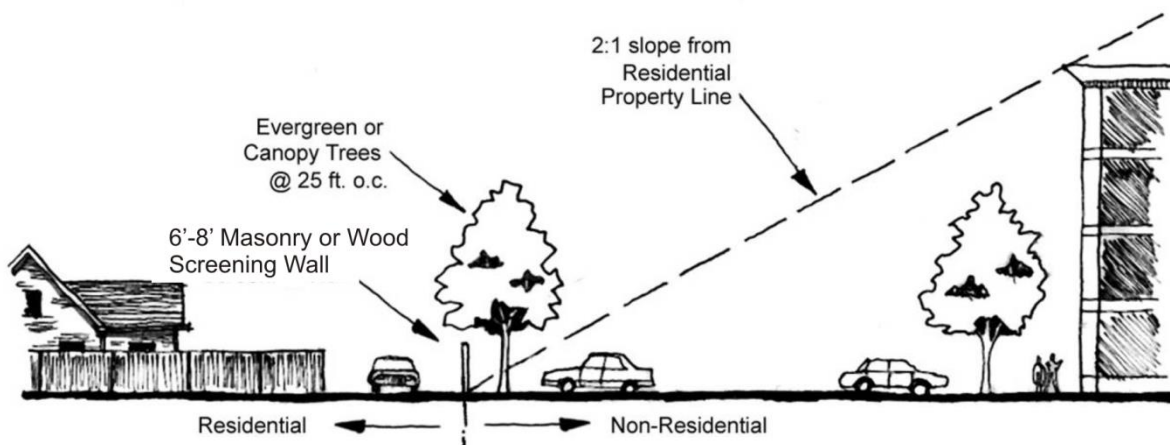 2:1 slope from
Residential
Property Line
Evergreen or
Canopy Trees
@ 25 ft. o.c.
6’-8’ Masonry or Wood
Screening Wall
Residential
Non-Residential